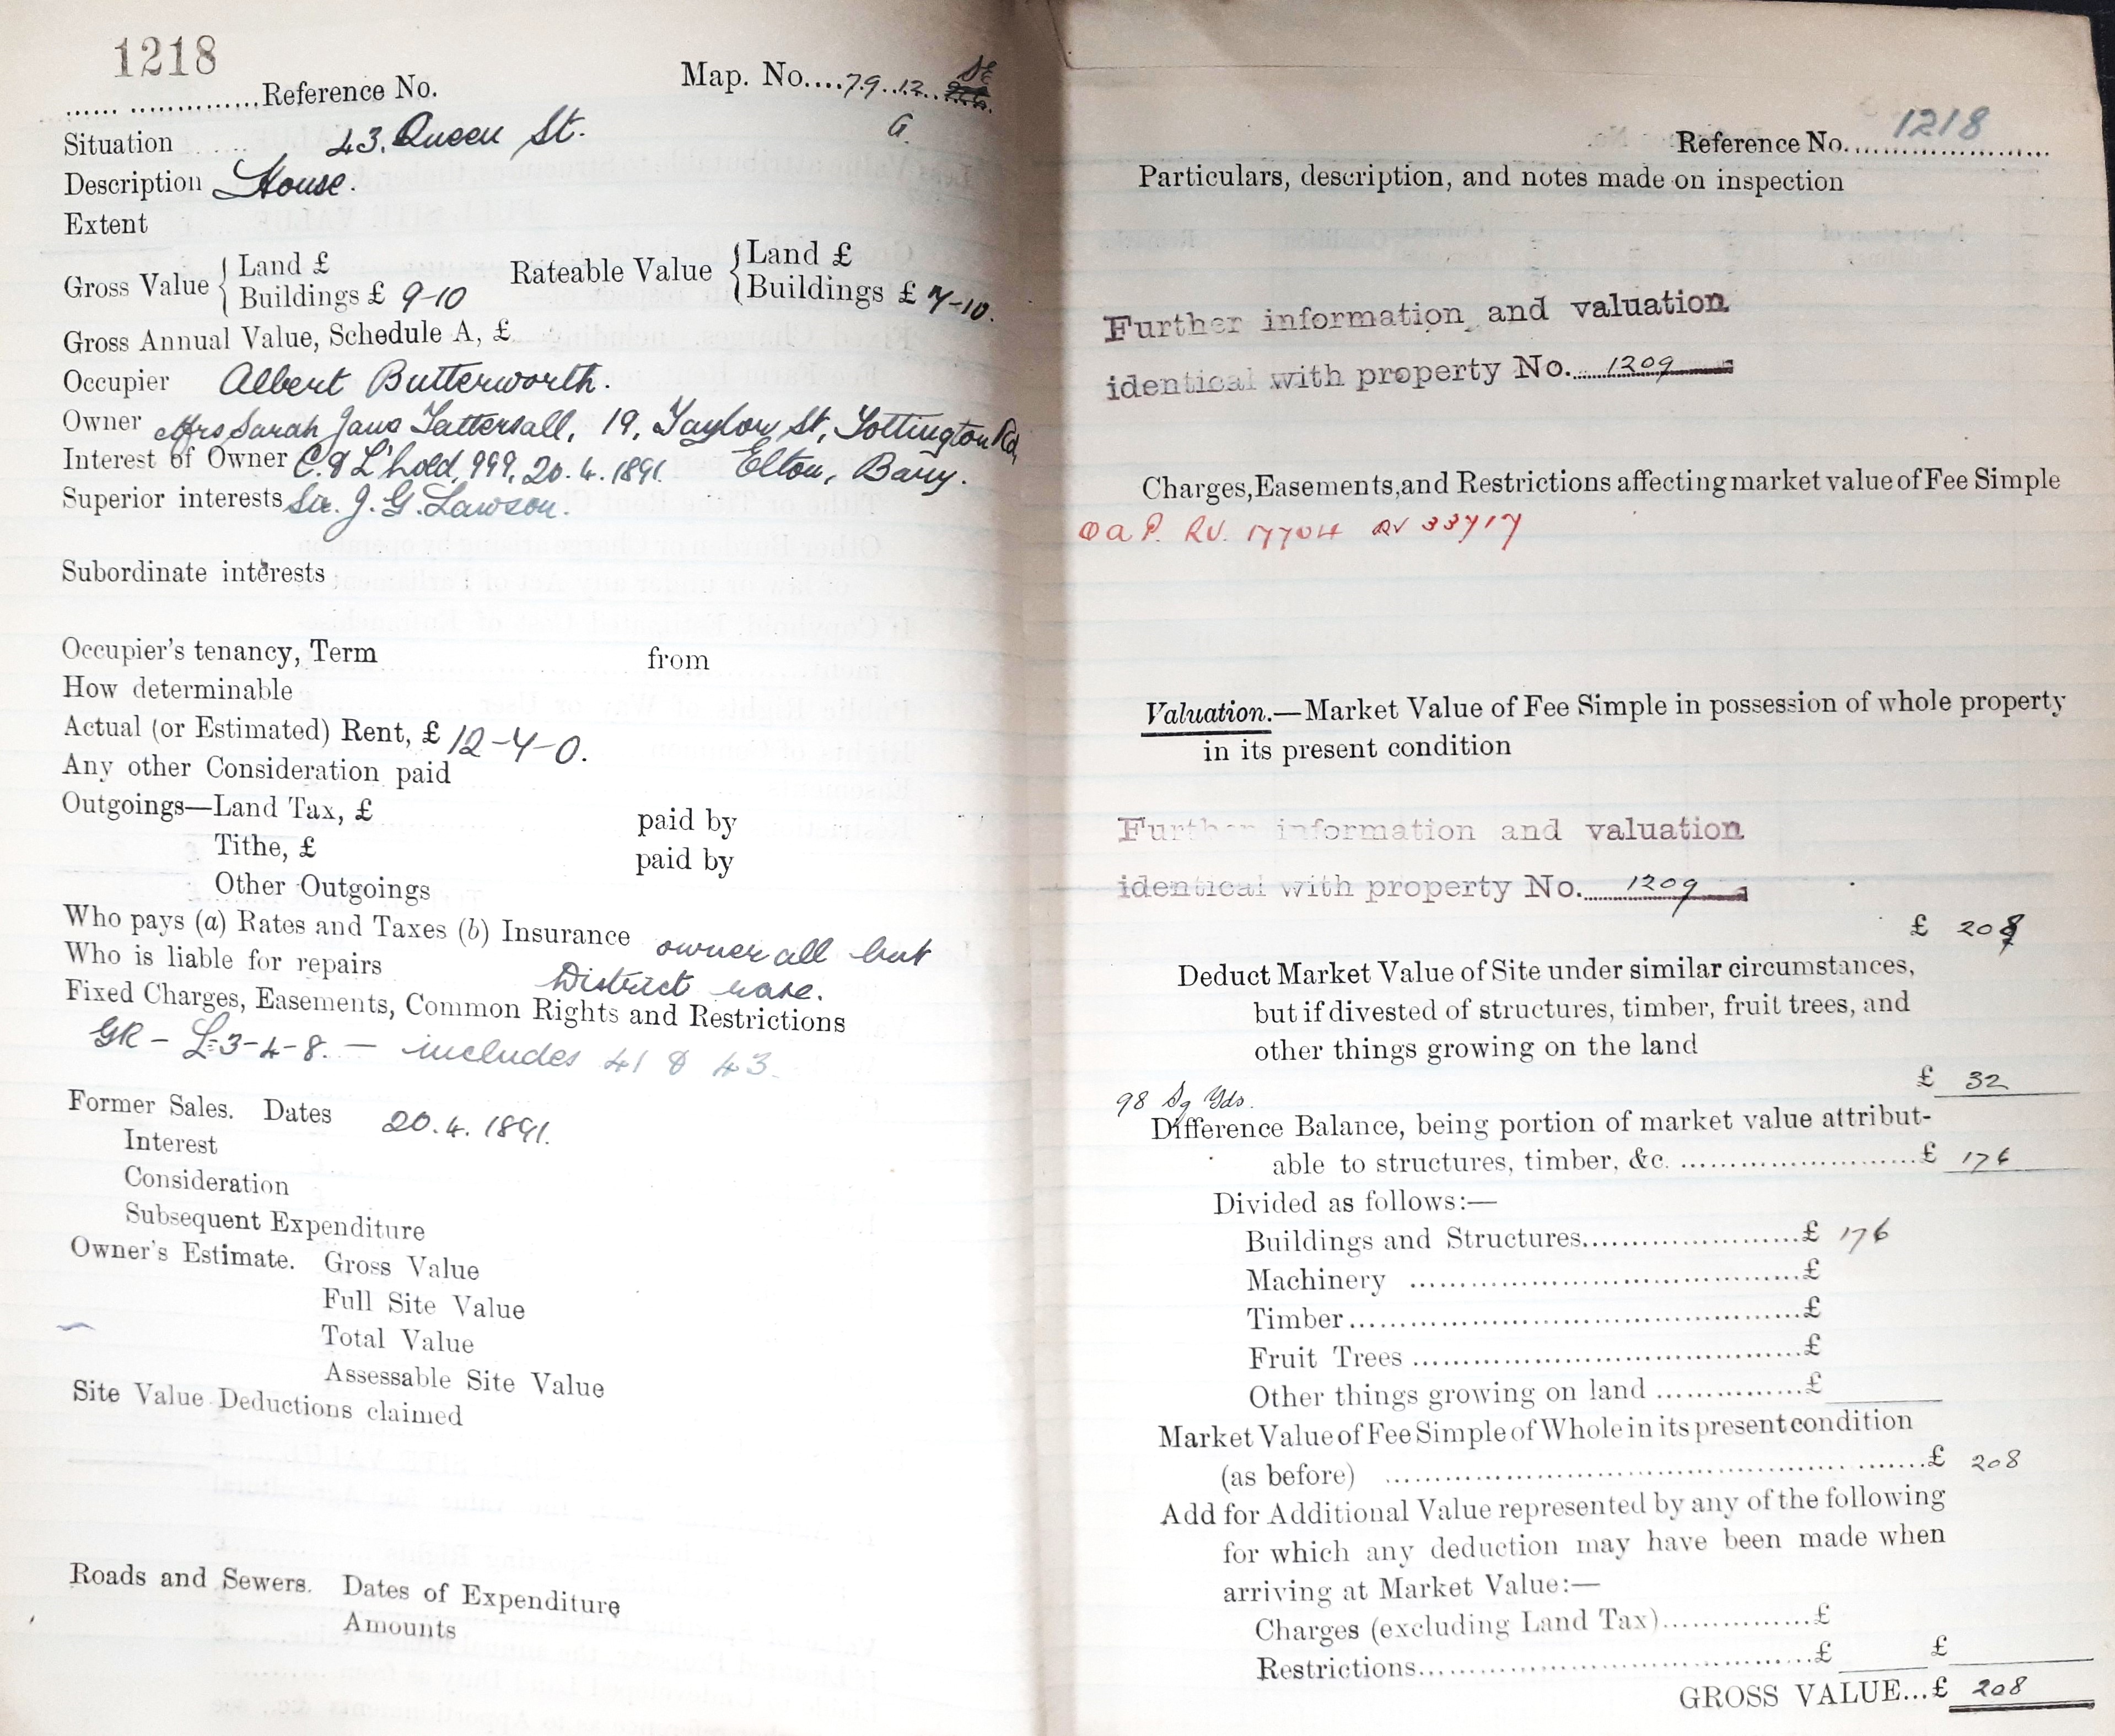 1218
...... ...............Reference No.
Map. No....79..12.. SE
G.
Situation ..... 43, Queen St.
Description House.
Extent
Gross Value { Land £
Buildings £ 9-10
Rateable Value { Land £
Buildings £ 7-10.
Gross Annual Value, Schedule A, £
Occupier Albert Butterworth.
Owner Mrs Sarah Jane Tattersall, 19, Taylor St, Tottington Rd,
Elton, Bury.
Interest of Owner C. & L'hold, 999, 20.4.1891.
Superior interests Sir. J. G. Lawson.
Subordinate interests
Occupier's tenancy, Term from
How determinable
Actual (or Estimated) Rent, £ 12-4-0.
Any other Consideration paid
Outgoings—Land Tax, £ paid by
Tithe, £ paid by
Other Outgoings
Who pays (a) Rates and Taxes (b) Insurance owner all but
Who is liable for repairs District rate.
Fixed Charges, Easements, Common Rights and Restrictions
GR – £3-4-8. — includes 41 & 43.
Former Sales. Dates 20.4.1891.
Interest
Consideration
Subsequent Expenditure
Owner's Estimate. Gross Value
Full Site Value
Total Value
Assessable Site Value
Site Value Deductions claimed
Roads and Sewers. Dates of Expenditure
Amounts
Reference No. 1218
Particulars, description, and notes made on inspection
Further information and valuation
identical with property No. 1209
Charges, Easements, and Restrictions affecting market value of Fee Simple
O a P. RV. 17704 RV 33717
Valuation.—Market Value of Fee Simple in possession of whole property
in its present condition
Further information and valuation
identical with property No. 1209
£ 208
Deduct Market Value of Site under similar circumstances,
but if divested of structures, timber, fruit trees, and
other things growing on the land
£ 32
98 Sq Yds.
Difference Balance, being portion of market value attribut-
able to structures, timber, &c. ..........................£ 176
Divided as follows:—
Buildings and Structures........................£ 176
Machinery ...........................................£
Timber..................................................£
Fruit Trees ...........................................£
Other things growing on land ................£
Market Value of Fee Simple of Whole in its present condition
(as before) ...............................................................£ 208
Add for Additional Value represented by any of the following
for which any deduction may have been made when
arriving at Market Value:—
Charges (excluding Land Tax)................£
Restrictions............................................£ £
GROSS VALUE...£ 208